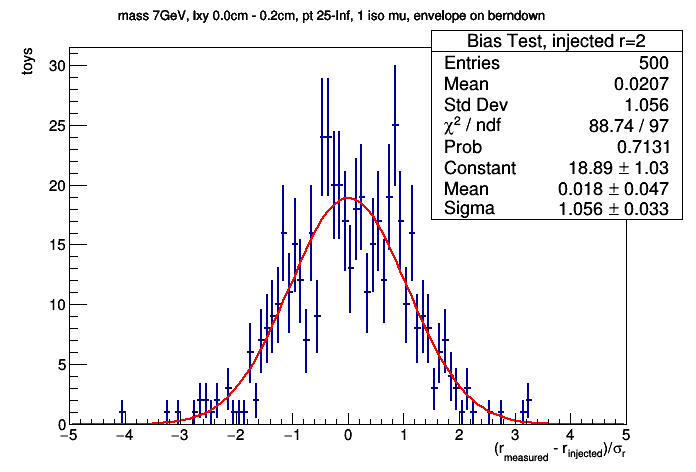 mass 7GeV, lxy 0.0cm - 0.2cm, pt 25-Inf, 1 iso mu, envelope on berndown
Bias Test, injected r=2
Entries 500
Mean 0.0207
Std Dev 1.056
χ² / ndf 88.74 / 97
Prob 0.7131
Constant 18.89 ± 1.03
Mean 0.018 ± 0.047
Sigma 1.056 ± 0.033
toys
30
25
20
15
10
5
0
−5 −4 −3 −2 −1 0 1 2 3 4 5
(r_measured - r_injected)/σ_r